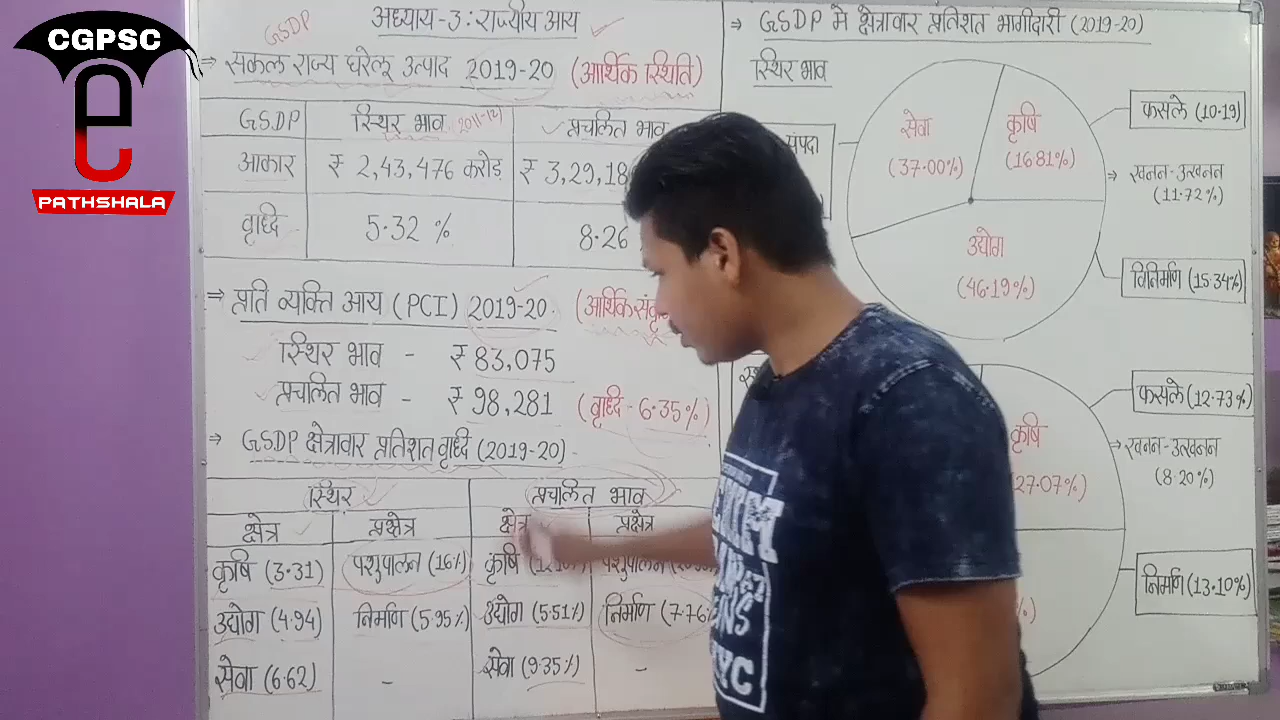 CGPSC
e
PATHSHALA
अध्याय-3: राज्यीय आय
GSDP
⇒ सकल राज्य घरेलू उत्पाद 2019-20 (आर्थिक स्थिति)
GSDP स्थिर भाव (2011-12) प्रचलित भाव
आकार ₹ 2,43,476 करोड़ ₹ 3,29,18
वृध्दि 5.32 % 8.26
⇒ प्रति व्यक्ति आय (PCI) 2019-20. (आर्थिक
स्थिर भाव - ₹ 83,075
प्रचलित भाव - ₹ 98,281 (वृध्दि - 6.35%)
⇒ GSDP क्षेत्रावार प्रतिशत वृध्दि (2019-20)
स्थिर प्रचलित भाव
क्षेत्र प्रक्षेत्र क्षेत्र प्रक्षेत्र
कृषि (3.31) पशुपालन (16%) कृषि पशुपालन
उद्योग (4.94) निर्माण (5.95%) उद्योग (5.51%) निर्माण (7.76%
सेवा (6.62) - सेवा (9.35%) -
⇒ GSDP मे क्षेत्रावार प्रतिशत भागीदारी (2019-20)
स्थिर भाव
संपदा
सेवा
(37.00%)
कृषि
(16.81%)
उद्योग
(46.19%)
फसले (10.19)
⇒ खनन-उत्खनन
(11.72%)
विनिर्माण (15.34%)
कृषि
27.07%)
फसले (12.73%)
खनन-उत्खनन
(8.20%)
निर्माण (13.10%)